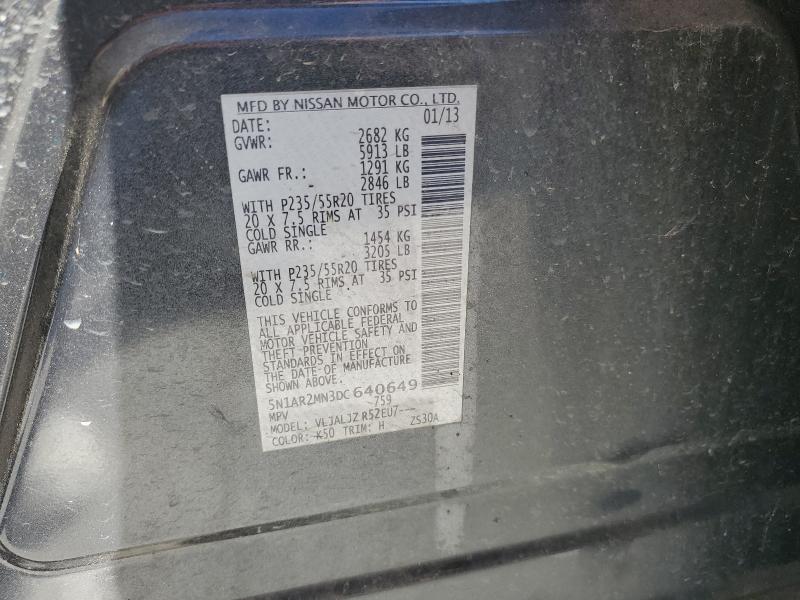 MFD BY NISSAN MOTOR CO., LTD.
DATE: 01/13
GVWR: 2682 KG
5913 LB
GAWR FR.: 1291 KG
2846 LB
WITH P235/55R20 TIRES
20 X 7.5 RIMS AT 35 PSI
COLD SINGLE
GAWR RR.: 1454 KG
3205 LB
WITH P235/55R20 TIRES
20 X 7.5 RIMS AT 35 PSI
COLD SINGLE
THIS VEHICLE CONFORMS TO
ALL APPLICABLE FEDERAL
MOTOR VEHICLE SAFETY AND
THEFT PREVENTION
STANDARDS IN EFFECT ON
THE DATE OF MANUFACTURE
SHOWN ABOVE.
5N1AR2MN3DC640649
MPV 759
MODEL: VLJALJZ R52EU7---
COLOR: K50 TRIM: H ZS30A